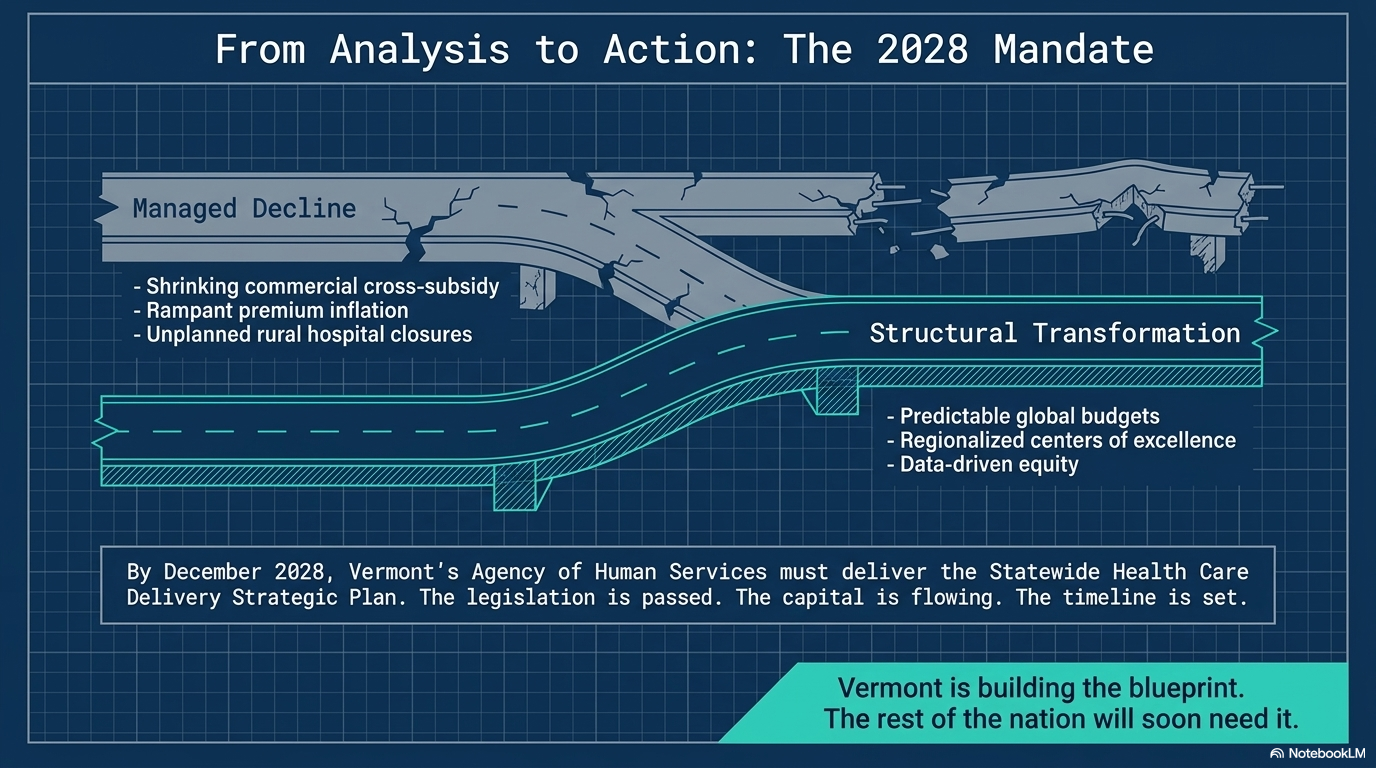 From Analysis to Action: The 2028 Mandate
Managed Decline
- Shrinking commercial cross-subsidy
- Rampant premium inflation
- Unplanned rural hospital closures
Structural Transformation
- Predictable global budgets
- Regionalized centers of excellence
- Data-driven equity
By December 2028, Vermont's Agency of Human Services must deliver the Statewide Health Care
Delivery Strategic Plan. The legislation is passed. The capital is flowing. The timeline is set.
Vermont is building the blueprint.
The rest of the nation will soon need it.
NotebookLM